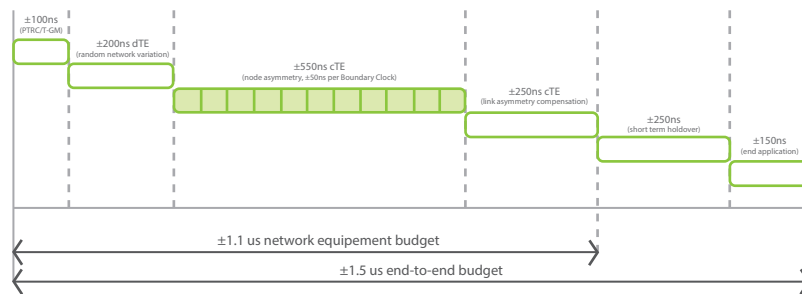 ±100ns
(PTRC/T-GM)
±200ns dTE
(random network variation)
±550ns cTE
(node asymmetry, ±50ns per Boundary Clock)
±250ns cTE
(link asymmetry compensation)
±250ns
(short term holdover)
±150ns
(end application)
±1.1 us network equipement budget
±1.5 us end-to-end budget